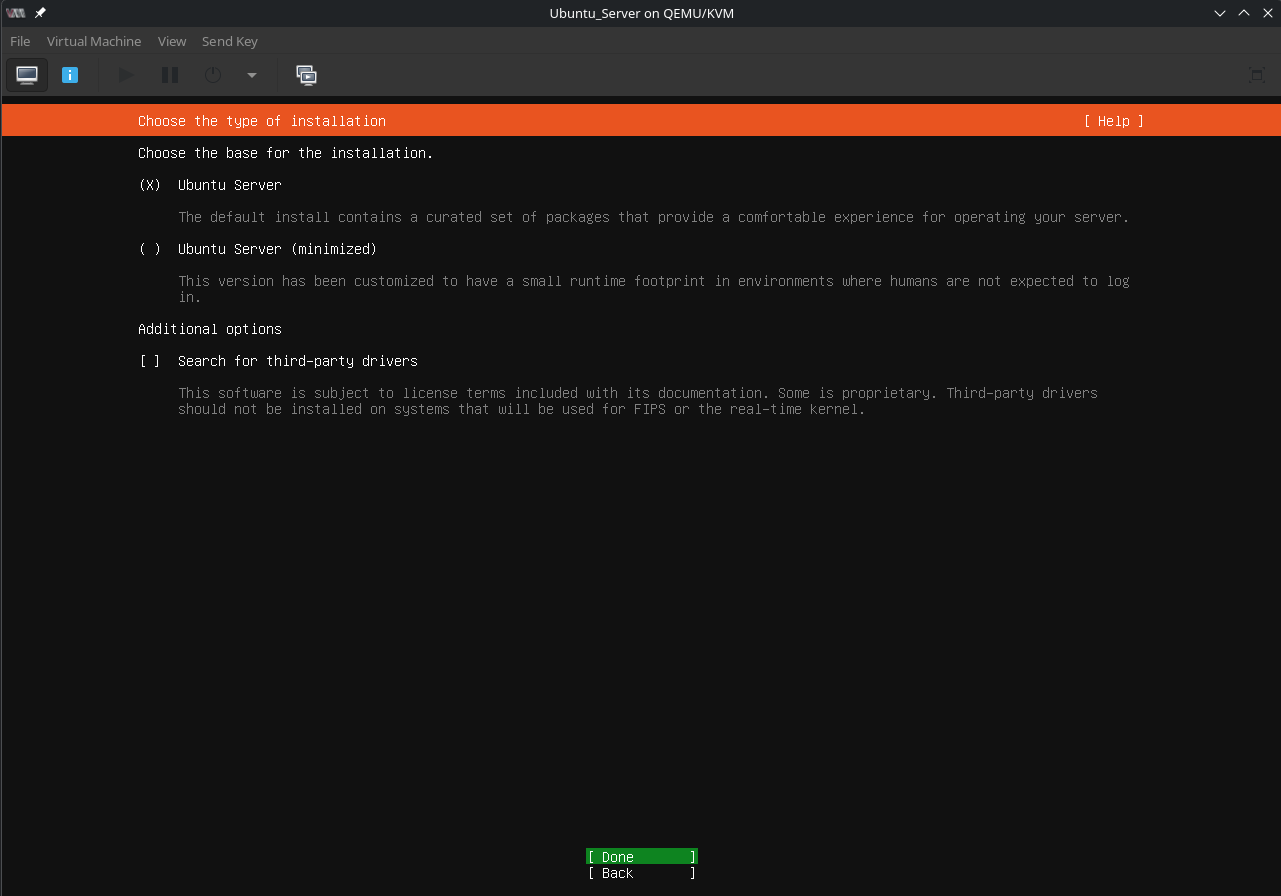 Ubuntu_Server on QEMU/KVM
File Virtual Machine View Send Key
Choose the type of installation [ Help ]
Choose the base for the installation.
(X) Ubuntu Server
The default install contains a curated set of packages that provide a comfortable experience for operating your server.
( ) Ubuntu Server (minimized)
This version has been customized to have a small runtime footprint in environments where humans are not expected to log
in.
Additional options
[ ] Search for third-party drivers
This software is subject to license terms included with its documentation. Some is proprietary. Third-party drivers
should not be installed on systems that will be used for FIPS or the real-time kernel.
[ Done ]
[ Back ]